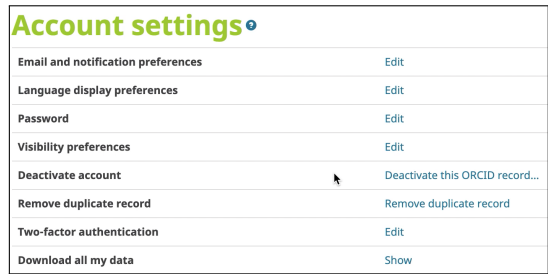 Account settings ?
Email and notification preferences Edit
Language display preferences Edit
Password Edit
Visibility preferences Edit
Deactivate account Deactivate this ORCID record...
Remove duplicate record Remove duplicate record
Two-factor authentication Edit
Download all my data Show